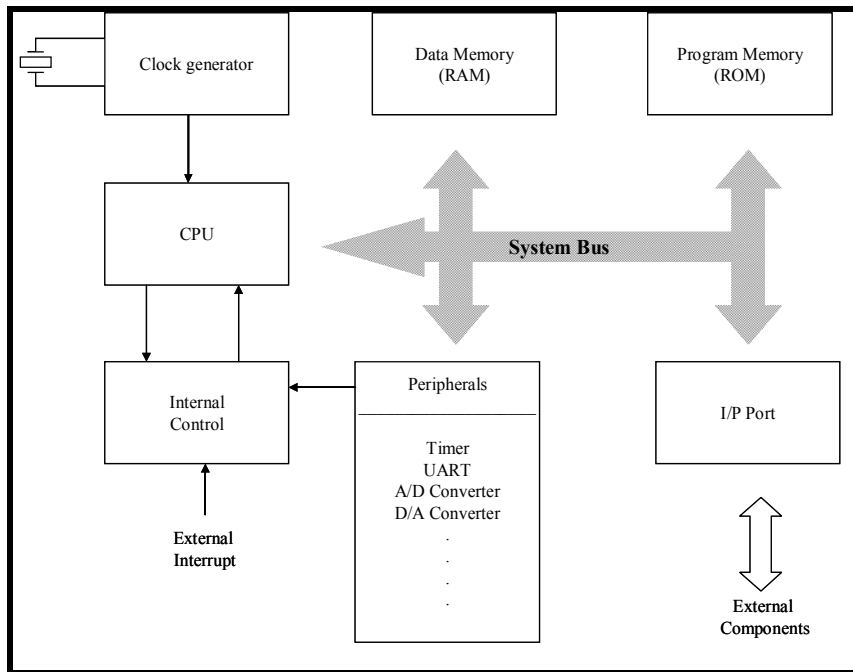 Clock generator
Data Memory
(RAM)
Program Memory
(ROM)
CPU
System Bus
Internal
Control
Peripherals
Timer
UART
A/D Converter
D/A Converter
.
.
.
.
I/P Port
External
Interrupt
External
Components